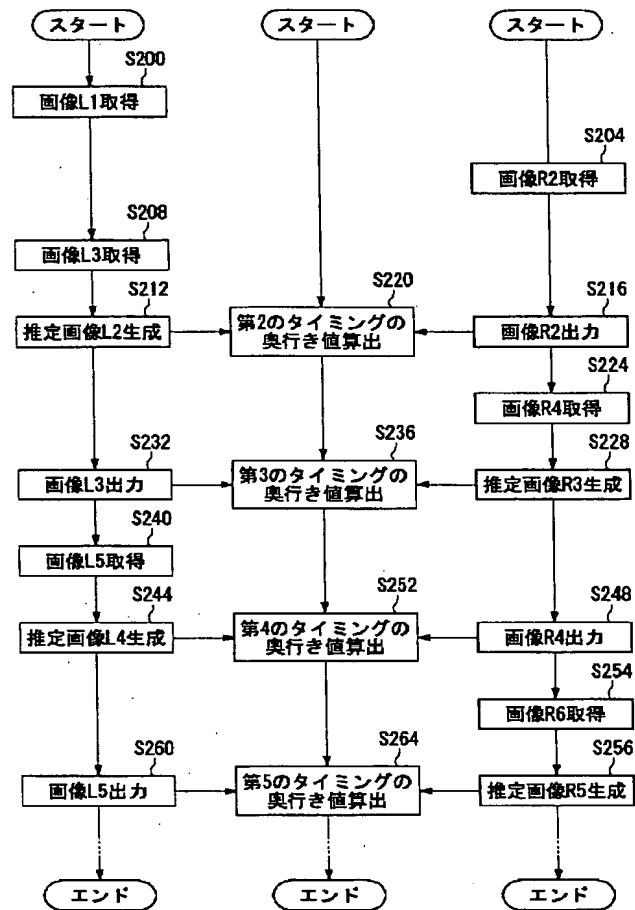 スタート
スタート
スタート
S200
画像L1取得
S204
画像R2取得
S208
画像L3取得
S212
推定画像L2生成
S220
第2のタイミングの
奥行き値算出
S216
画像R2出力
S224
画像R4取得
S232
画像L3出力
S236
第3のタイミングの
奥行き値算出
S228
推定画像R3生成
S240
画像L5取得
S244
推定画像L4生成
S252
第4のタイミングの
奥行き値算出
S248
画像R4出力
S254
画像R6取得
S260
画像L5出力
S264
第5のタイミングの
奥行き値算出
S256
推定画像R5生成
エンド
エンド
エンド